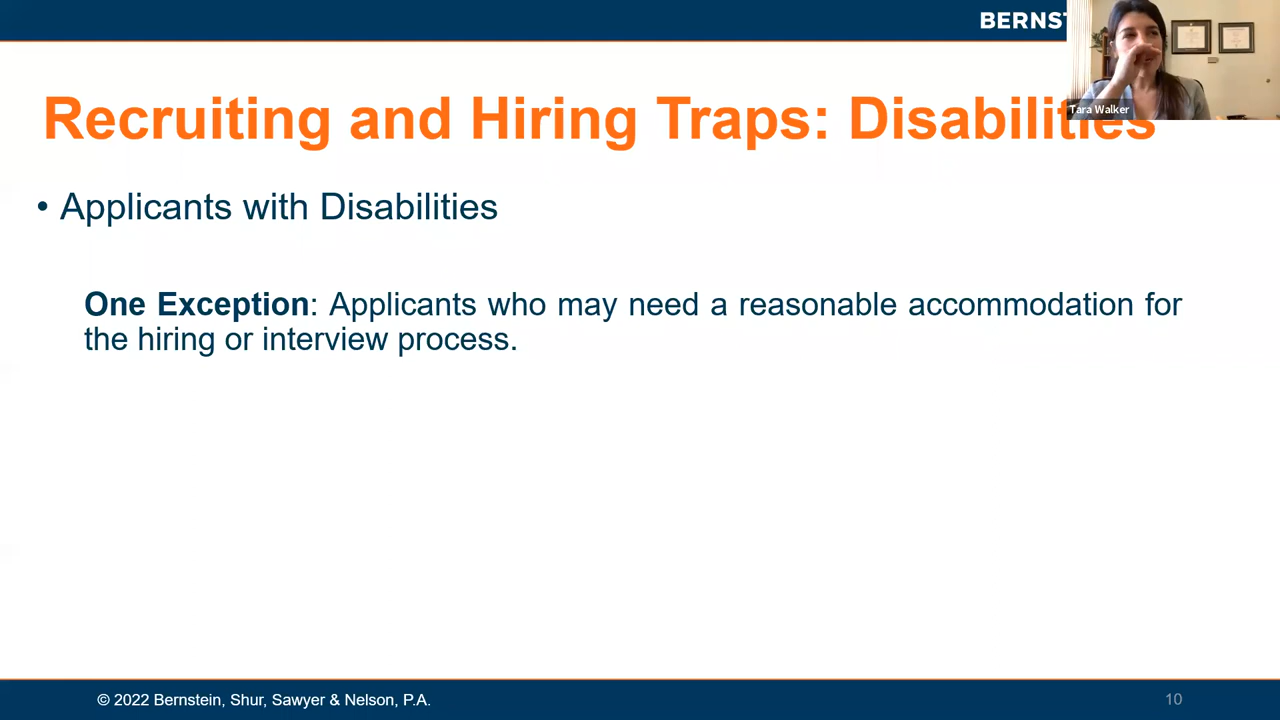 BERNST
Tara Walker
Recruiting and Hiring Traps: Disabilities
• Applicants with Disabilities
One Exception: Applicants who may need a reasonable accommodation for
the hiring or interview process.
© 2022 Bernstein, Shur, Sawyer & Nelson, P.A.
10